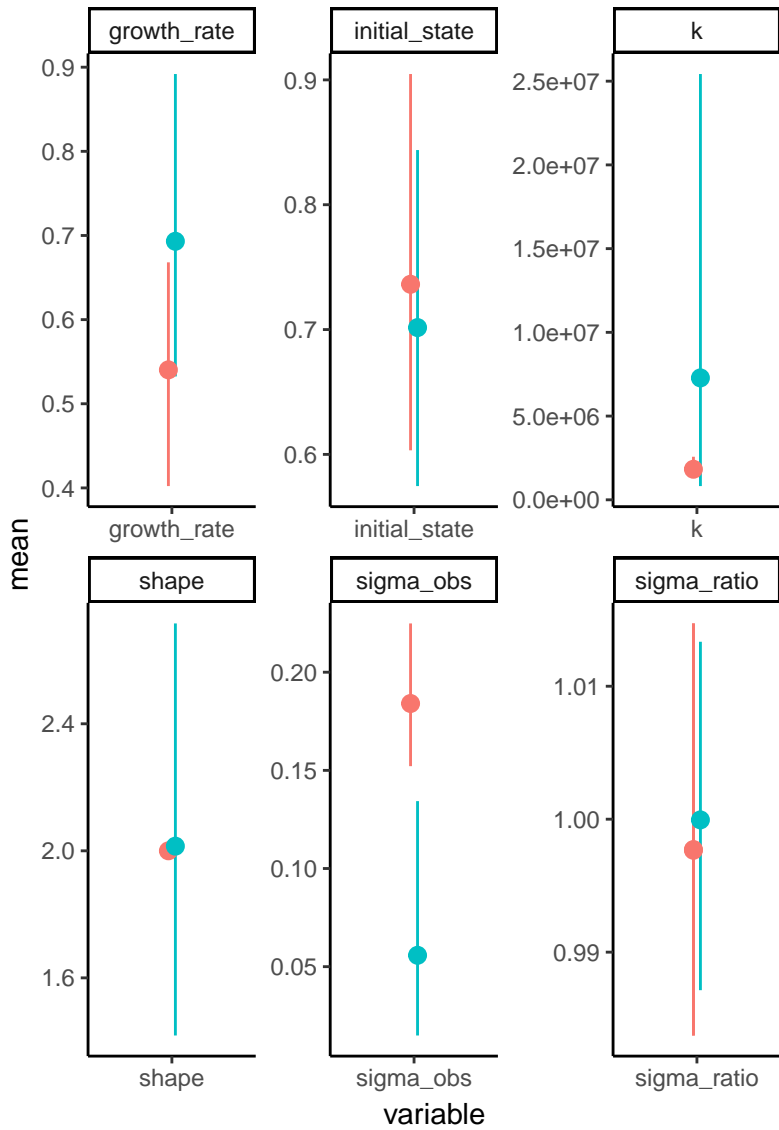 growth_rate
initial_state
k
0.9
0.8
0.7
0.6
0.5
0.4
0.9
0.8
0.7
0.6
2.5e+07
2.0e+07
1.5e+07
1.0e+07
5.0e+06
0.0e+00
growth_rate
initial_state
k
mean
shape
sigma_obs
sigma_ratio
2.4
2.0
1.6
0.20
0.15
0.10
0.05
1.01
1.00
0.99
shape
sigma_obs
sigma_ratio
variable